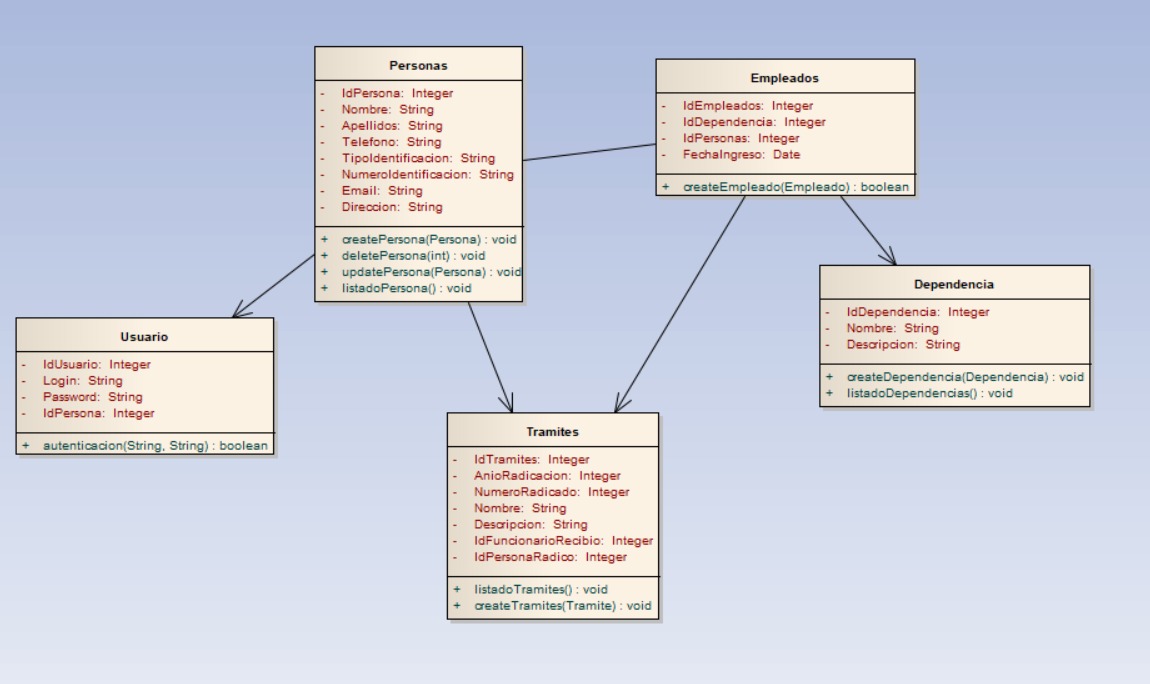 Personas
- IdPersona: Integer
- Nombre: String
- Apellidos: String
- Telefono: String
- TipoIdentificacion: String
- NumeroIdentificacion: String
- Email: String
- Direccion: String
+ createPersona(Persona) : void
+ deletePersona(int) : void
+ updatePersona(Persona) : void
+ listadoPersona() : void
Empleados
- IdEmpleados: Integer
- IdDependencia: Integer
- IdPersonas: Integer
- FechaIngreso: Date
+ createEmpleado(Empleado) : boolean
Usuario
- IdUsuario: Integer
- Login: String
- Password: String
- IdPersona: Integer
+ autenticacion(String, String) : boolean
Dependencia
- IdDependencia: Integer
- Nombre: String
- Descripcion: String
+ createDependencia(Dependencia) : void
+ listadoDependencias() : void
Tramites
- IdTramites: Integer
- AnioRadicacion: Integer
- NumeroRadicado: Integer
- Nombre: String
- Descripcion: String
- IdFuncionarioRecibio: Integer
- IdPersonaRadico: Integer
+ listadoTramites() : void
+ createTramites(Tramite) : void